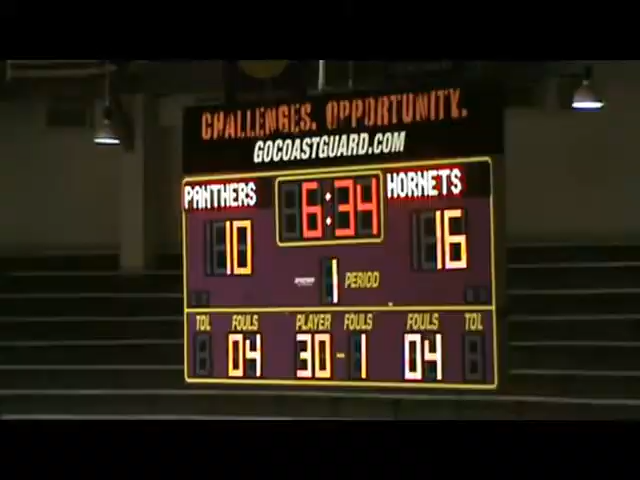 CHALLENGES. OPPORTUNITY.
GOCOASTGUARD.COM
PANTHERS 6:34 HORNETS
10 16
1 PERIOD
TOL FOULS PLAYER FOULS FOULS TOL
04 30-1 04